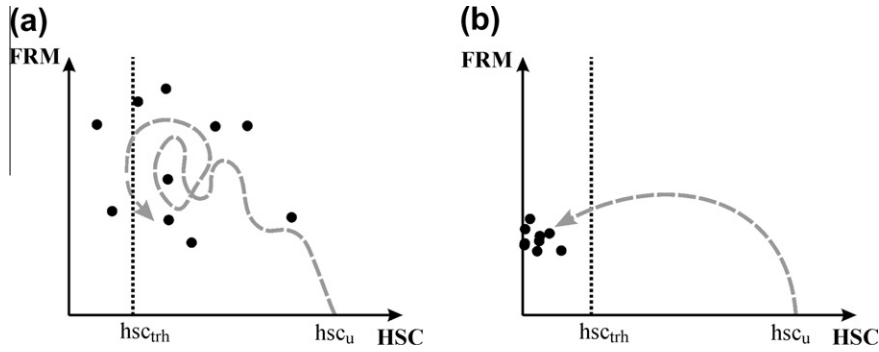 (a)
FRM
hsc_trh
hsc_u
HSC
(b)
FRM
hsc_trh
hsc_u
HSC